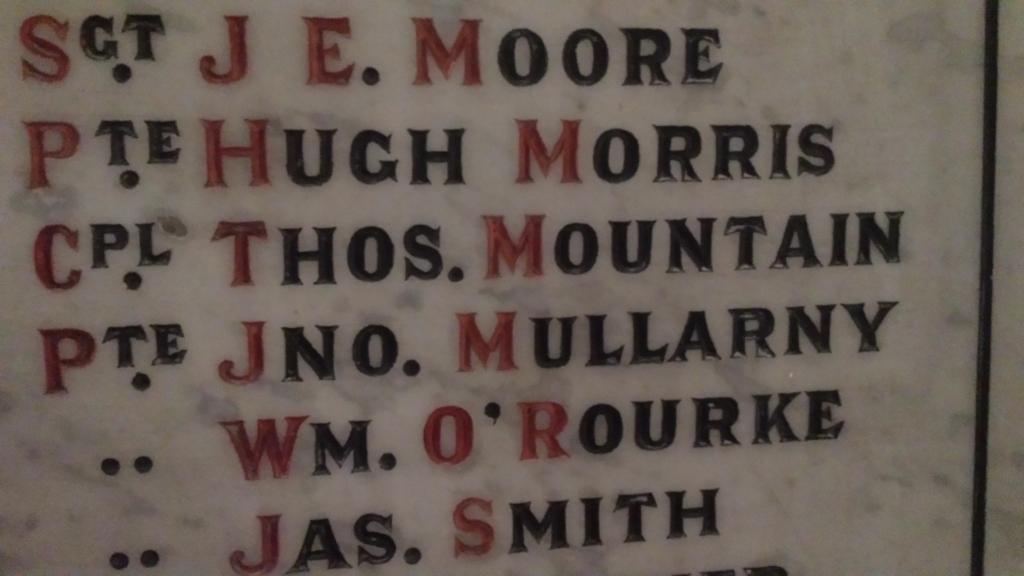 SGT. J E. MOORE
PTE. HUGH MORRIS
CPL. THOS. MOUNTAIN
PTE. JNO. MULLARNY
.. WM. O'ROURKE
.. JAS. SMITH